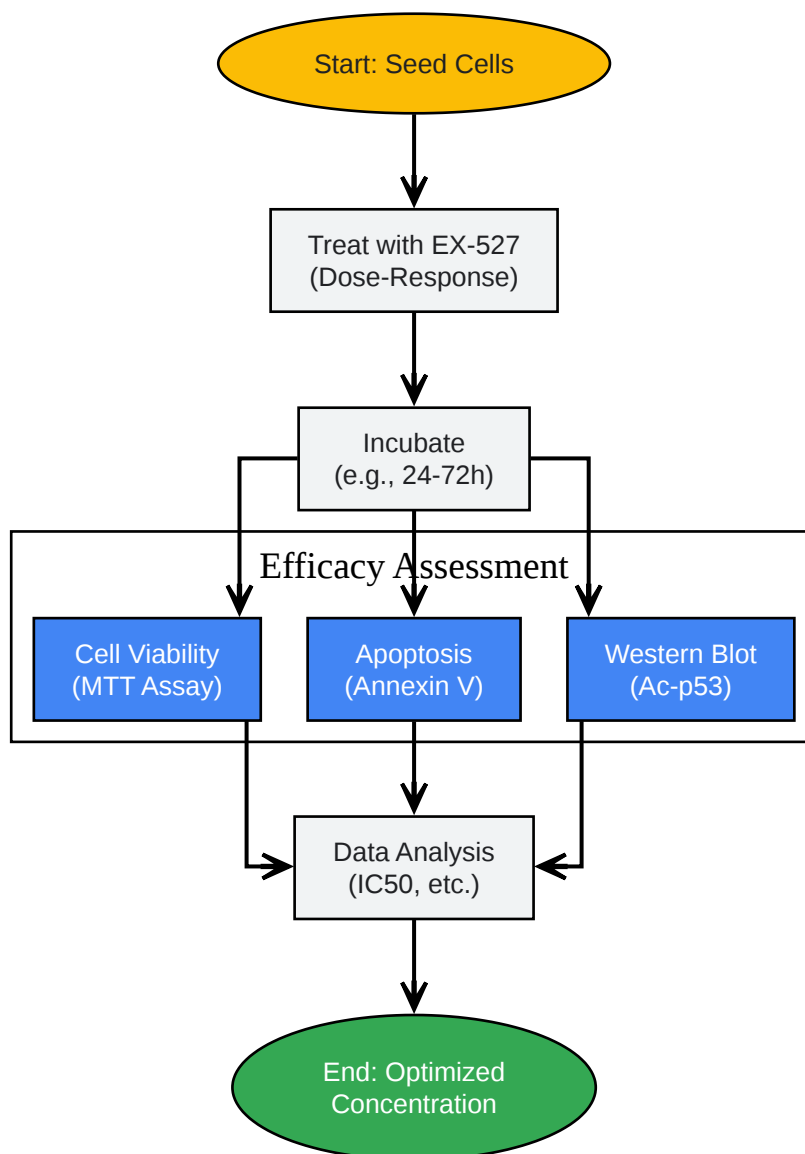 Start: Seed Cells
Treat with EX-527
(Dose-Response)
Incubate
(e.g., 24-72h)
Efficacy Assessment
Cell Viability
(MTT Assay)
Apoptosis
(Annexin V)
Western Blot
(Ac-p53)
Data Analysis
(IC50, etc.)
End: Optimized
Concentration